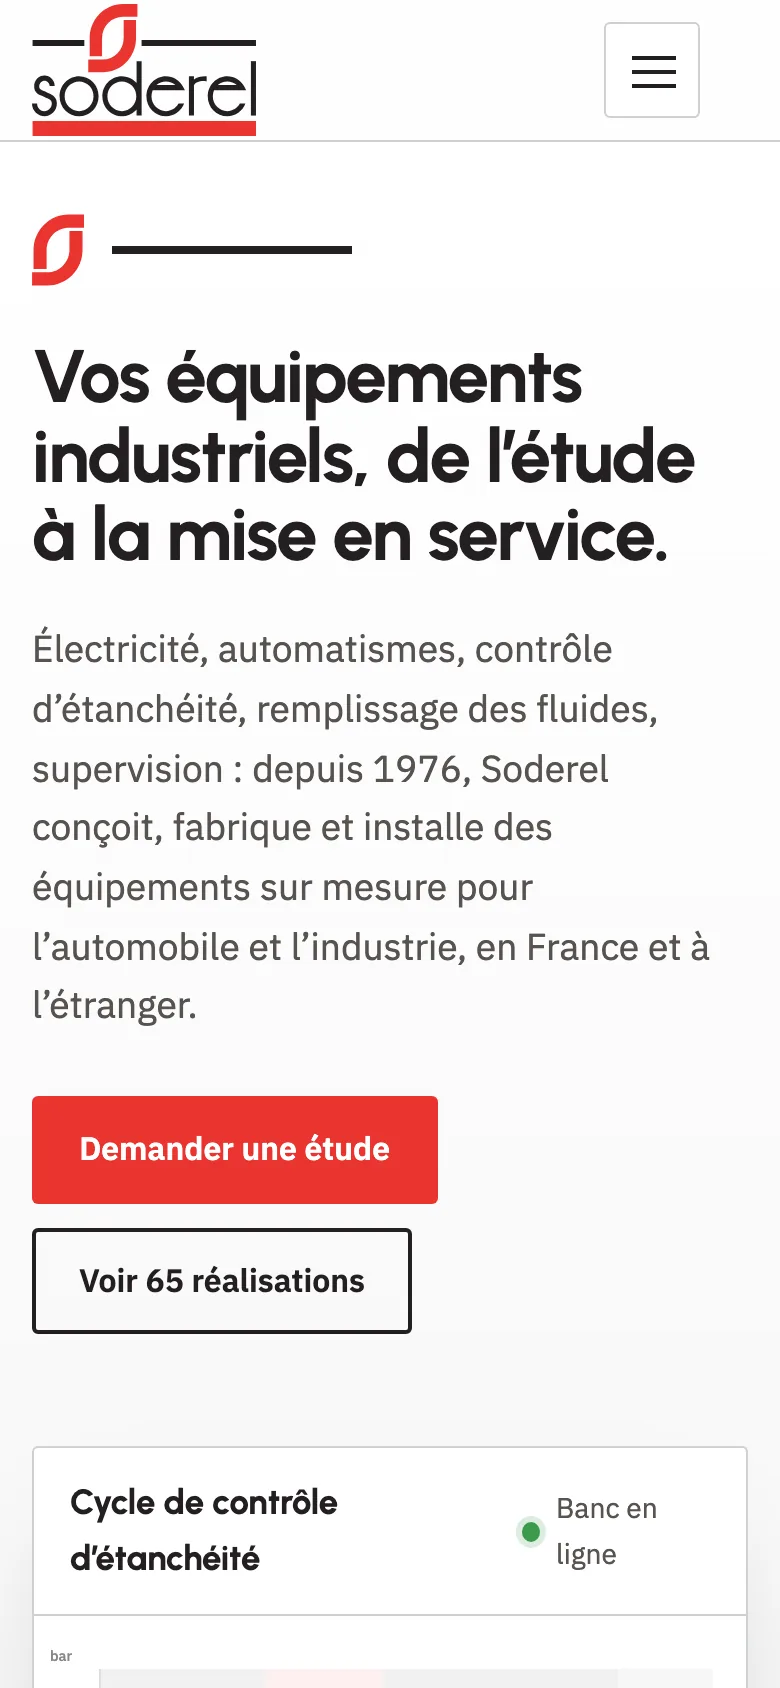 soderel
Vos équipements
industriels, de l’étude
à la mise en service.
Électricité, automatismes, contrôle
d’étanchéité, remplissage des fluides,
supervision : depuis 1976, Soderel
conçoit, fabrique et installe des
équipements sur mesure pour
l’automobile et l’industrie, en France et à
l’étranger.
Demander une étude
Voir 65 réalisations
Cycle de contrôle
d’étanchéité
Banc en
ligne
bar